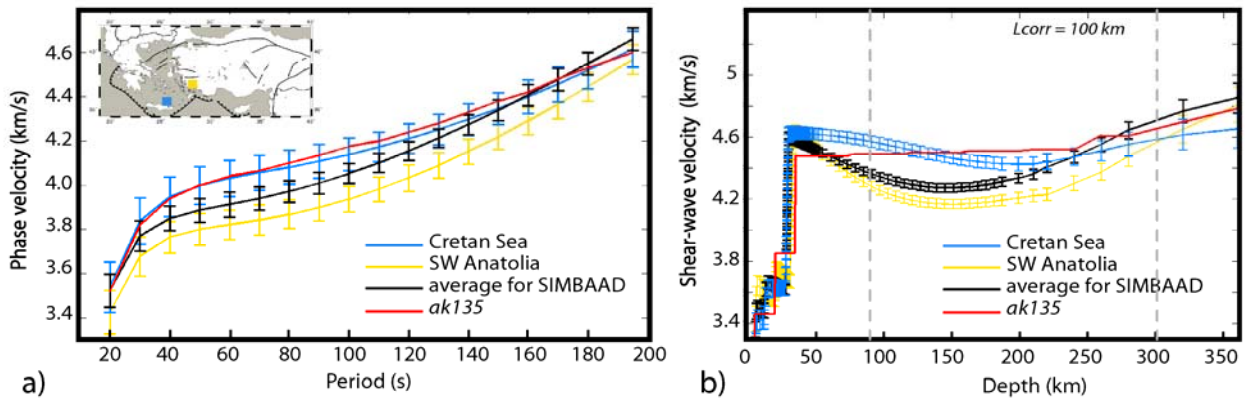 a)
Phase velocity (km/s)
4.6
4.4
4.2
4.0
3.8
3.6
3.4
Cretan Sea
SW Anatolia
average for SIMBAAD
ak135
20 40 60 80 100 120 140 160 180 200
Period (s)
b)
Shear-wave velocity (km/s)
Lcorr = 100 km
5
4.6
4.2
3.8
3.4
Cretan Sea
SW Anatolia
average for SIMBAAD
ak135
0 50 100 150 200 250 300 350
Depth (km)